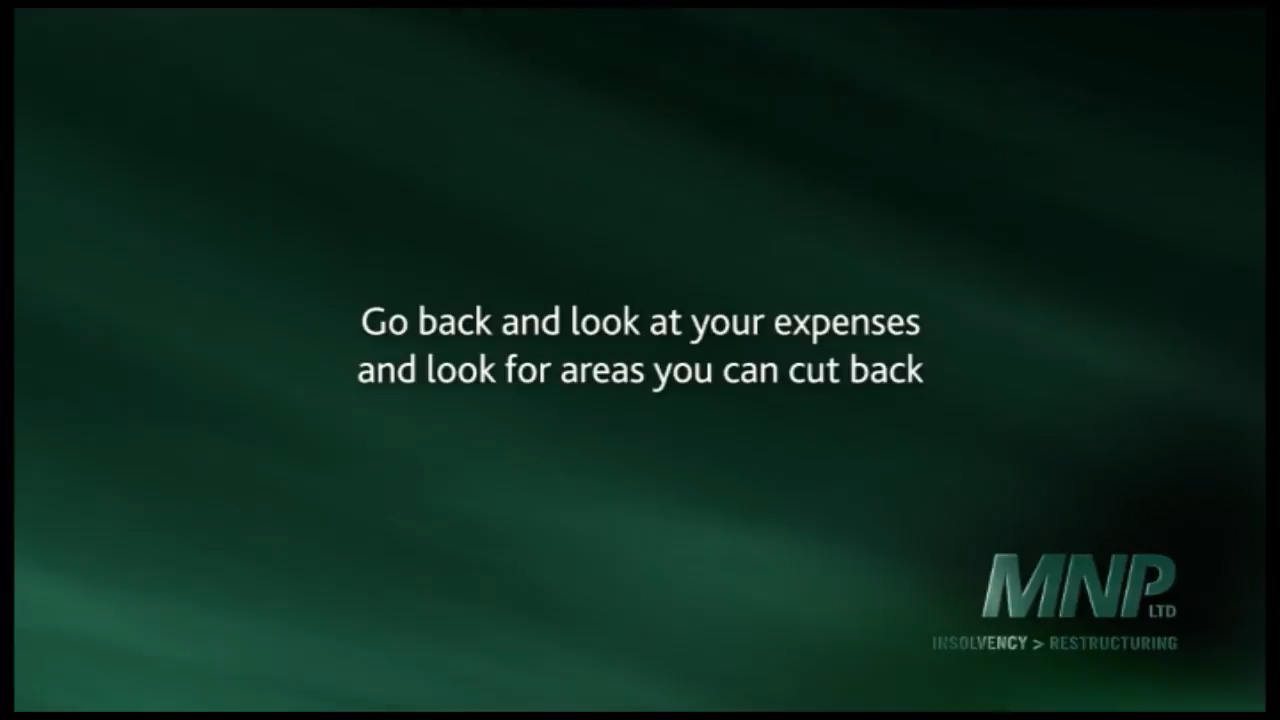 Go back and look at your expenses
and look for areas you can cut back
MNP
LTD
INSOLVENCY > RESTRUCTURING